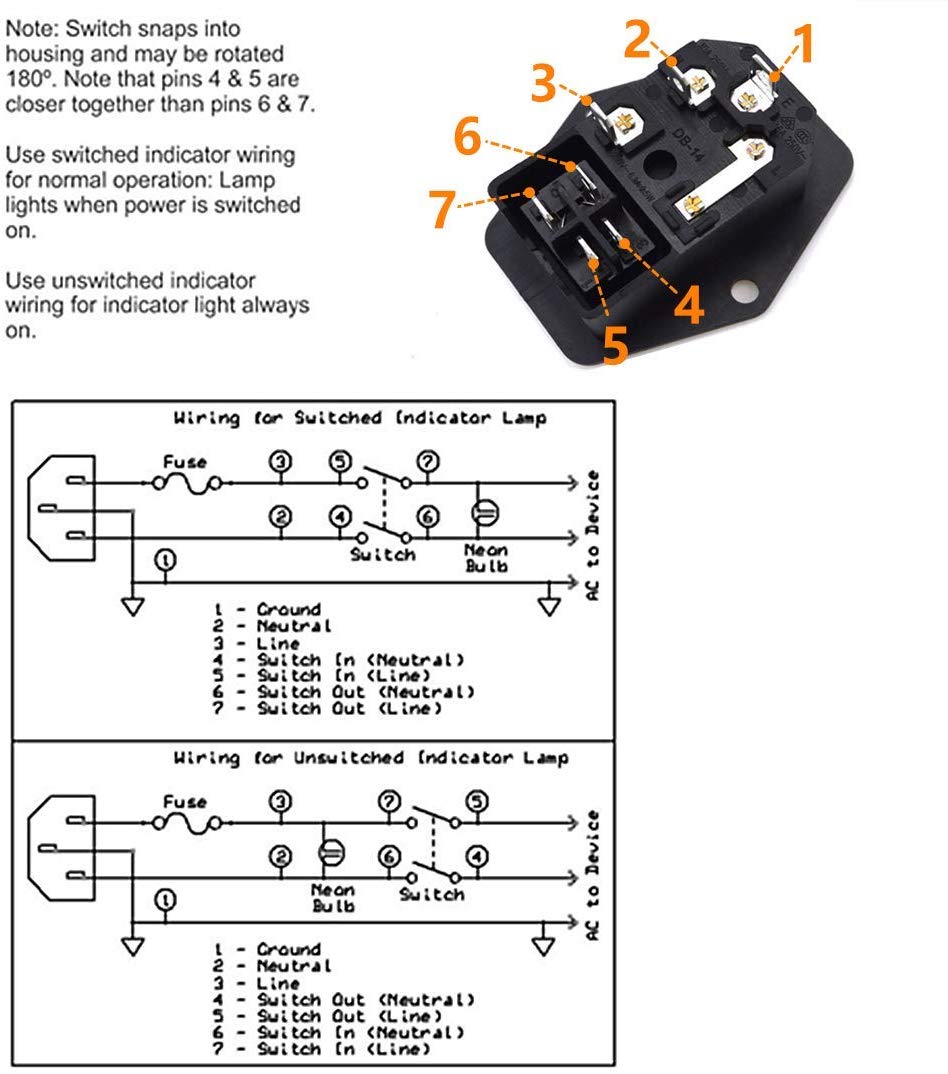 Note: Switch snaps into
housing and may be rotated
180º. Note that pins 4 & 5 are
closer together than pins 6 & 7.
Use switched indicator wiring
for normal operation: Lamp
lights when power is switched
on.
Use unswitched indicator
wiring for indicator light always
on.
1
2
3
6
7
4
5
DB-14
E
L
Wiring for Switched Indicator Lamp
Fuse
3
5
7
2
4
6
Switch
Neon
Bulb
AC to Device
1
1 - Ground
2 - Neutral
3 - Line
4 - Switch In (Neutral)
5 - Switch In (Line)
6 - Switch Out (Neutral)
7 - Switch Out (Line)
Wiring for Unswitched Indicator Lamp
Fuse
3
7
5
2
6
4
Neon
Bulb
Switch
AC to Device
1
1 - Ground
2 - Neutral
3 - Line
4 - Switch Out (Neutral)
5 - Switch Out (Line)
6 - Switch In (Neutral)
7 - Switch In (Line)